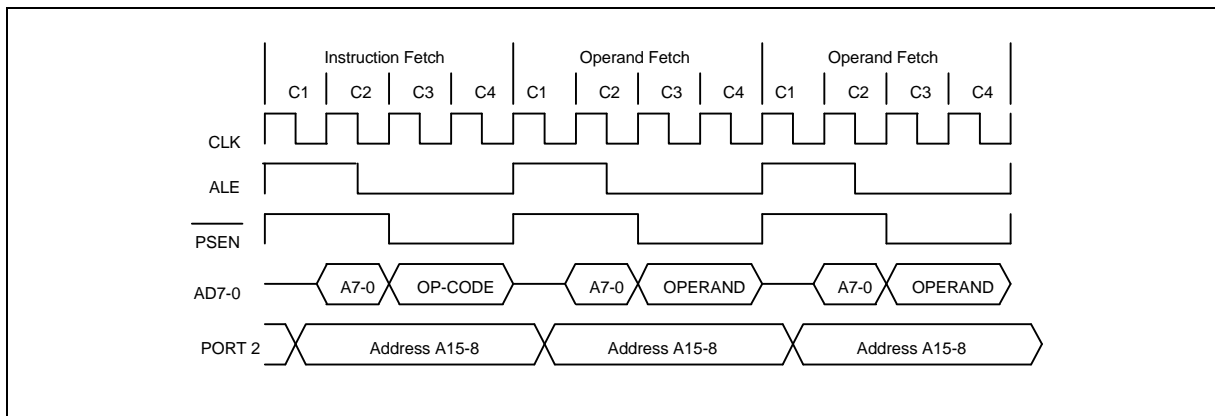 Instruction Fetch Operand Fetch Operand Fetch
C1 C2 C3 C4 C1 C2 C3 C4 C1 C2 C3 C4
CLK
ALE
PSEN
AD7-0 A7-0 OP-CODE A7-0 OPERAND A7-0 OPERAND
PORT 2 Address A15-8 Address A15-8 Address A15-8